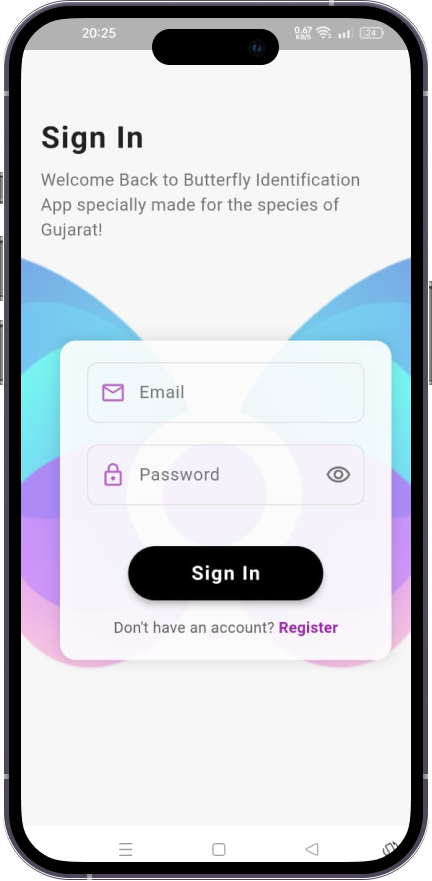 20:25
0.67
KB/S
24
Sign In
Welcome Back to Butterfly Identification
App specially made for the species of
Gujarat!
Email
Password
Sign In
Don't have an account? Register